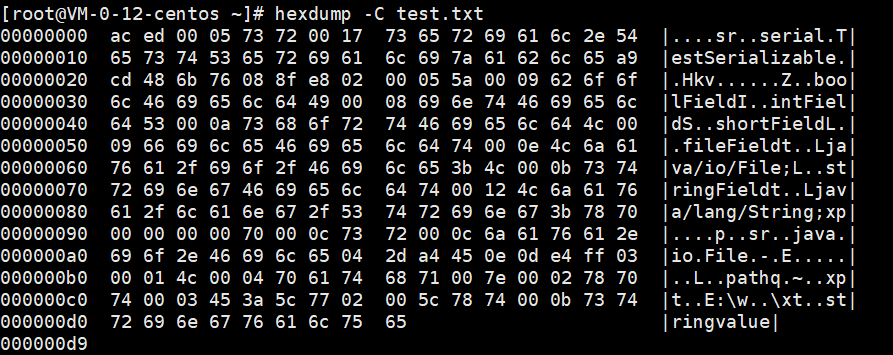 [root@VM-0-12-centos ~]# hexdump -C test.txt
00000000  ac ed 00 05 73 72 00 17  73 65 72 69 61 6c 2e 54  |....sr..serial.T|
00000010  65 73 74 53 65 72 69 61  6c 69 7a 61 62 6c 65 a9  |estSerializable.|
00000020  cd 48 6b 76 08 8f e8 02  00 05 5a 00 09 62 6f 6f  |.Hkv......Z..boo|
00000030  6c 46 69 65 6c 64 49 00  08 69 6e 74 46 69 65 6c  |lFieldI..intFiel|
00000040  64 53 00 0a 73 68 6f 72  74 46 69 65 6c 64 4c 00  |dS..shortFieldL.|
00000050  09 66 69 6c 65 46 69 65  6c 64 74 00 0e 4c 6a 61  |.fileFieldt..Lja|
00000060  76 61 2f 69 6f 2f 46 69  6c 65 3b 4c 00 0b 73 74  |va/io/File;L..st|
00000070  72 69 6e 67 46 69 65 6c  64 74 00 12 4c 6a 61 76  |ringFieldt..Ljav|
00000080  61 2f 6c 61 6e 67 2f 53  74 72 69 6e 67 3b 78 70  |a/lang/String;xp|
00000090  00 00 00 00 70 00 0c 73  72 00 0c 6a 61 76 61 2e  |....p..sr..java.|
000000a0  69 6f 2e 46 69 6c 65 04  2d a4 45 0e 0d e4 ff 03  |io.File.-.E.....|
000000b0  00 01 4c 00 04 70 61 74  68 71 00 7e 00 02 78 70  |..L..pathq.~..xp|
000000c0  74 00 03 45 3a 5c 77 02  00 5c 78 74 00 0b 73 74  |t..E:\w..\xt..st|
000000d0  72 69 6e 67 76 61 6c 75  65                       |ringvalue|
000000d9